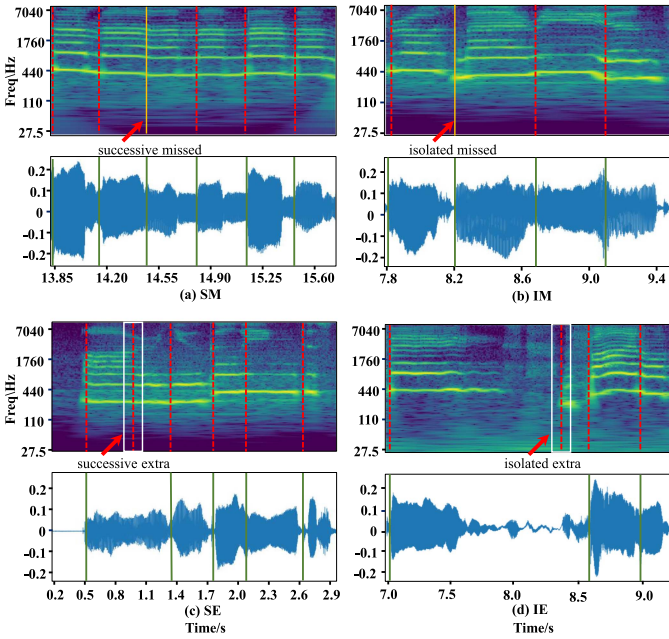 Freq\Hz
7040
1760
440
110
27.5
successive missed
0.2
0.1
0
-0.1
-0.2
13.85 14.20 14.55 14.90 15.25 15.60
(a) SM
7040
1760
440
110
27.5
isolated missed
0.2
0.1
0
-0.1
-0.2
7.8 8.2 8.6 9.0 9.4
(b) IM
Freq\Hz
7040
1760
440
110
27.5
successive extra
0.2
0.1
0
-0.1
-0.2
0.2 0.5 0.8 1.1 1.4 1.7 2.0 2.3 2.6 2.9
(c) SE
Time/s
7040
1760
440
110
27.5
isolated extra
0.2
0.1
0
-0.1
-0.2
7.0 7.5 8.0 8.5 9.0
(d) IE
Time/s